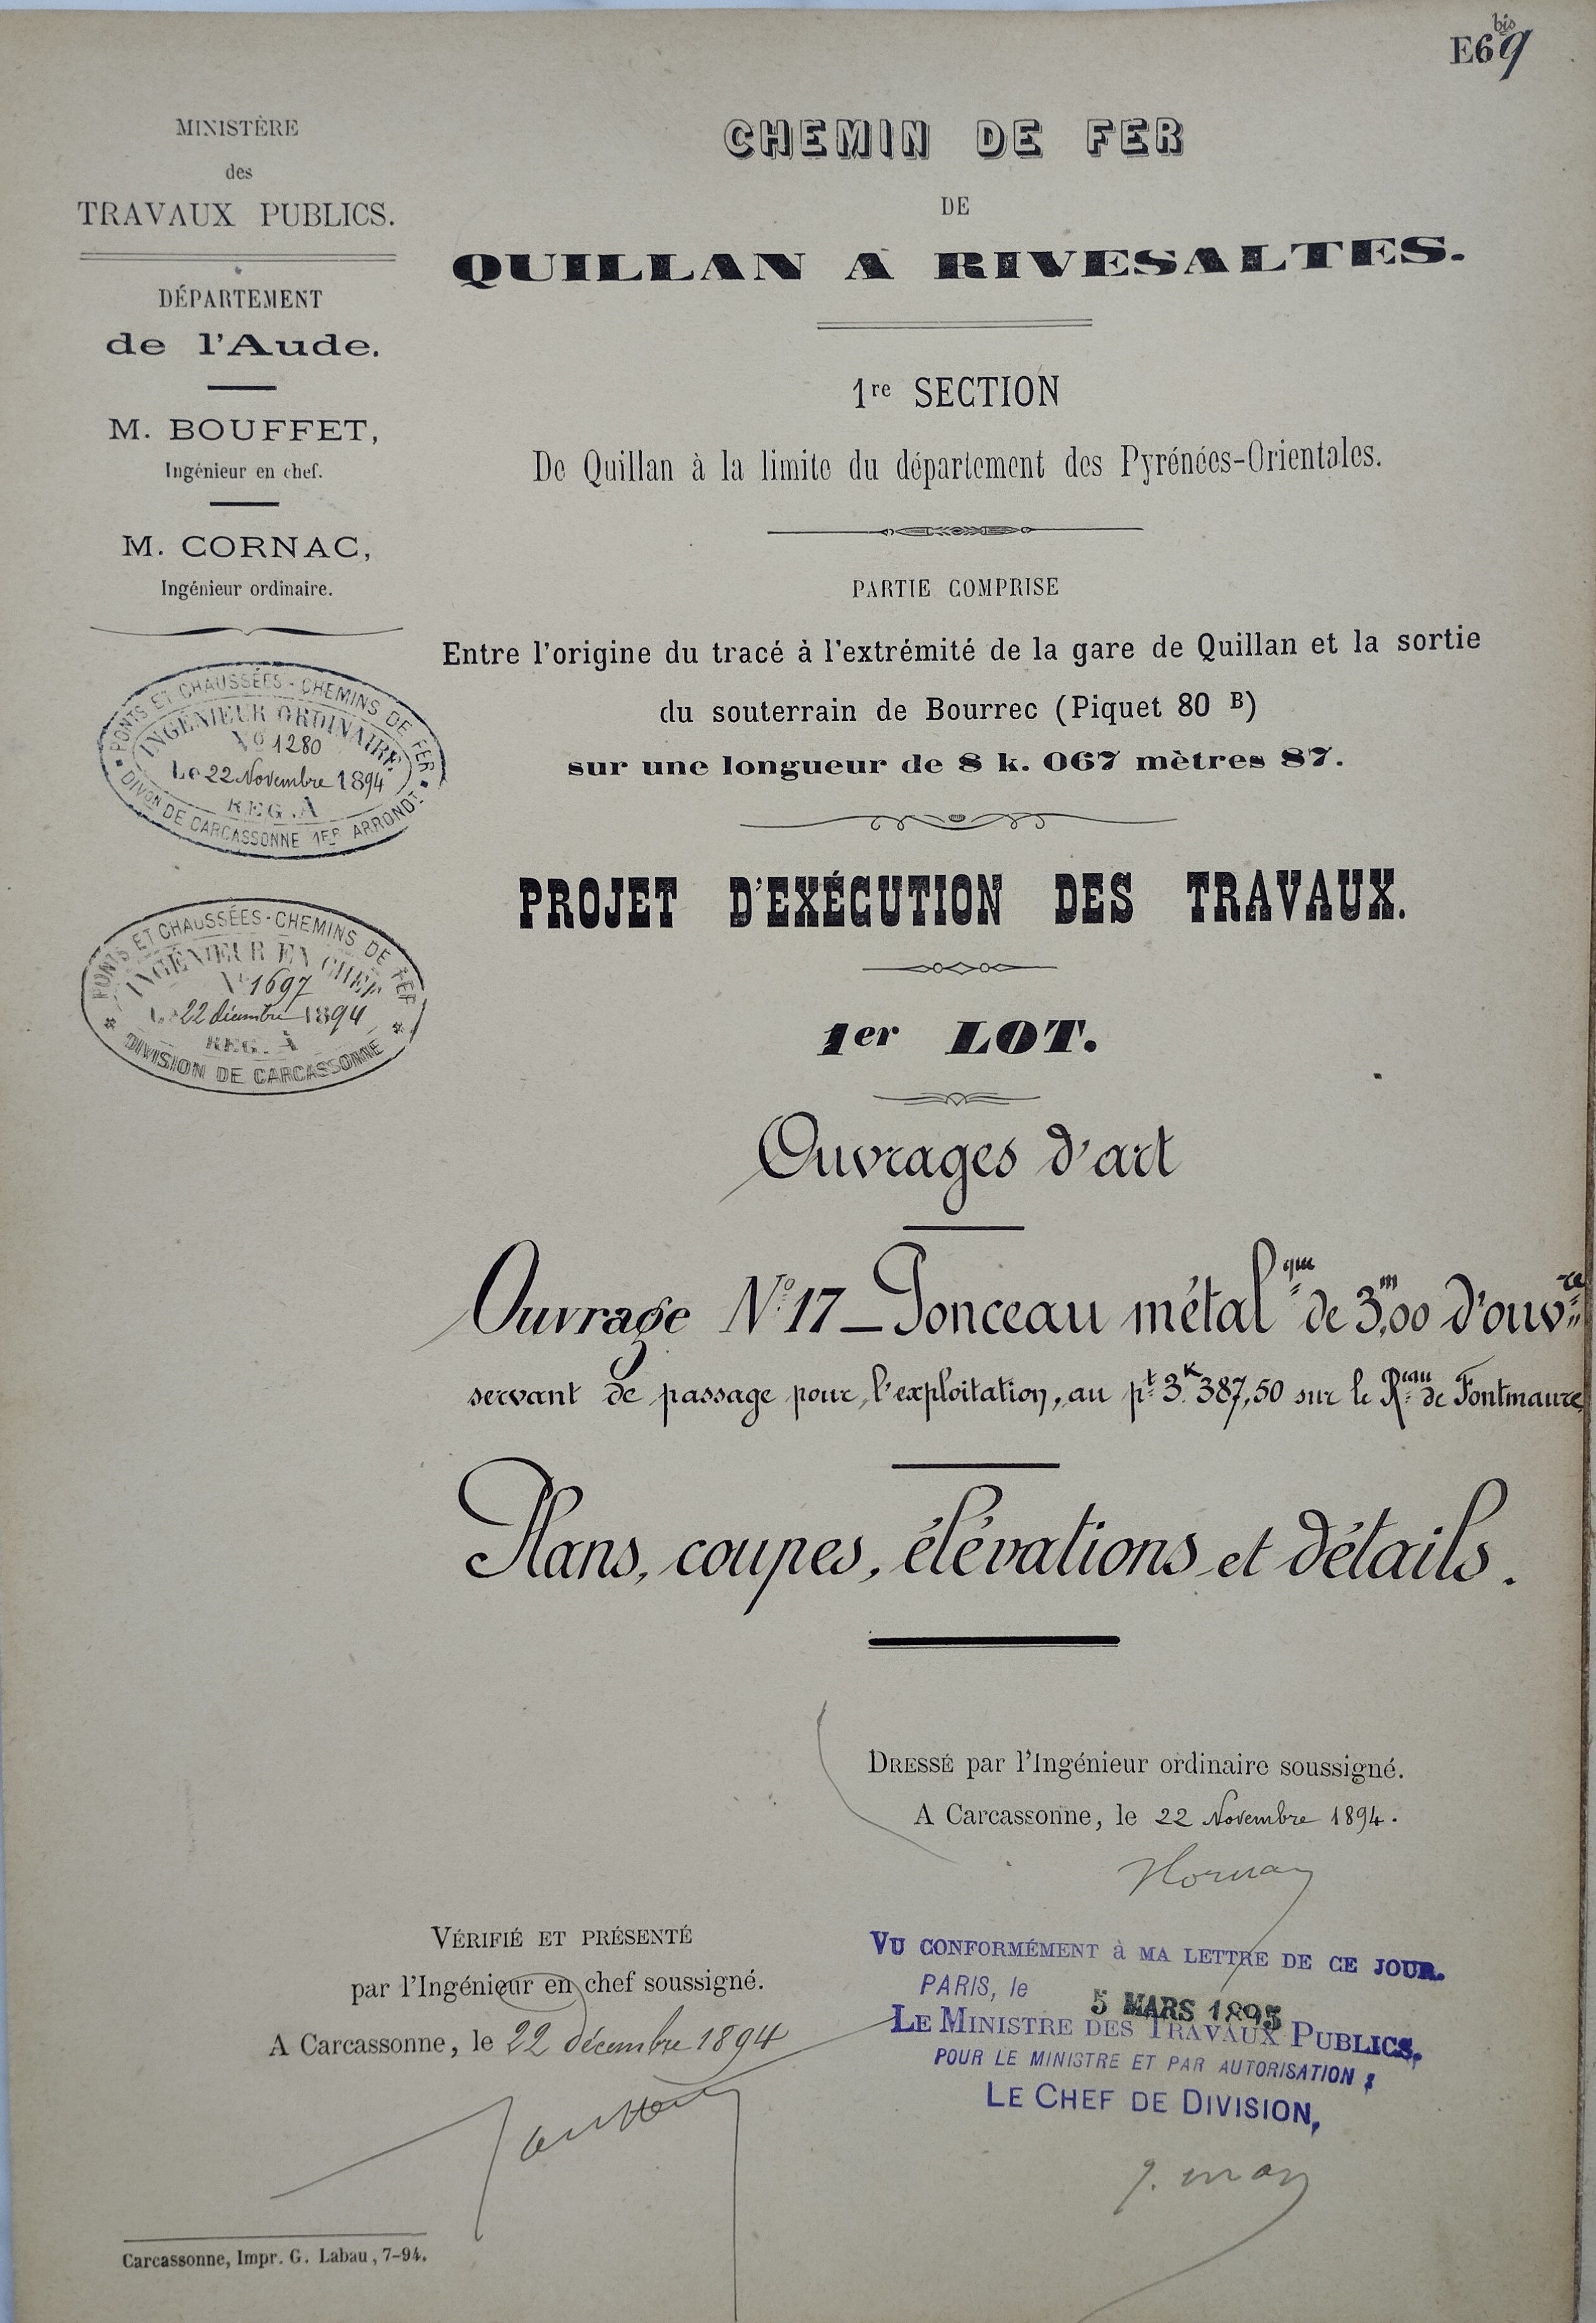 E69 bis
MINISTÈRE
des
TRAVAUX PUBLICS.
DÉPARTEMENT
de l'Aude.
M. BOUFFET,
Ingénieur en chef.
M. CORNAC,
Ingénieur ordinaire.
PONTS ET CHAUSSÉES - CHEMINS DE FER
INGÉNIEUR ORDINAIRE
No 1280
Le 22 Novembre 1894
REG. A
DIVON DE CARCASSONNE 1ER ARRONDT
PONTS ET CHAUSSÉES - CHEMINS DE FER
INGÉNIEUR EN CHEF
No 1697
Le 22 décembre 1894
REG. A
DIVISION DE CARCASSONNE
CHEMIN DE FER
DE
QUILLAN A RIVESALTES.
1re SECTION
De Quillan à la limite du département des Pyrénées-Orientales.
PARTIE COMPRISE
Entre l'origine du tracé à l'extrémité de la gare de Quillan et la sortie
du souterrain de Bourrec (Piquet 80 B)
sur une longueur de 8 k. 067 mètres 87.
PROJET D'EXÉCUTION DES TRAVAUX.
1er LOT.
Ouvrages d'art
Ouvrage No 17 — Ponceau métalque de 3m,00 d'ouvre
servant de passage pour l'exploitation, au pt 3K.387,50 sur le Reau de Fontmaure
Plans, coupes, élévations et détails.
DRESSÉ par l'Ingénieur ordinaire soussigné.
A Carcassonne, le 22 Novembre 1894.
VÉRIFIÉ ET PRÉSENTÉ
par l'Ingénieur en chef soussigné.
A Carcassonne, le 22 décembre 1894
VU CONFORMÉMENT à MA LETTRE DE CE JOUR.
PARIS, le 5 MARS 1895
LE MINISTRE DES TRAVAUX PUBLICS.
POUR LE MINISTRE ET PAR AUTORISATION :
LE CHEF DE DIVISION,
Carcassonne, Impr. G. Labau, 7-94.